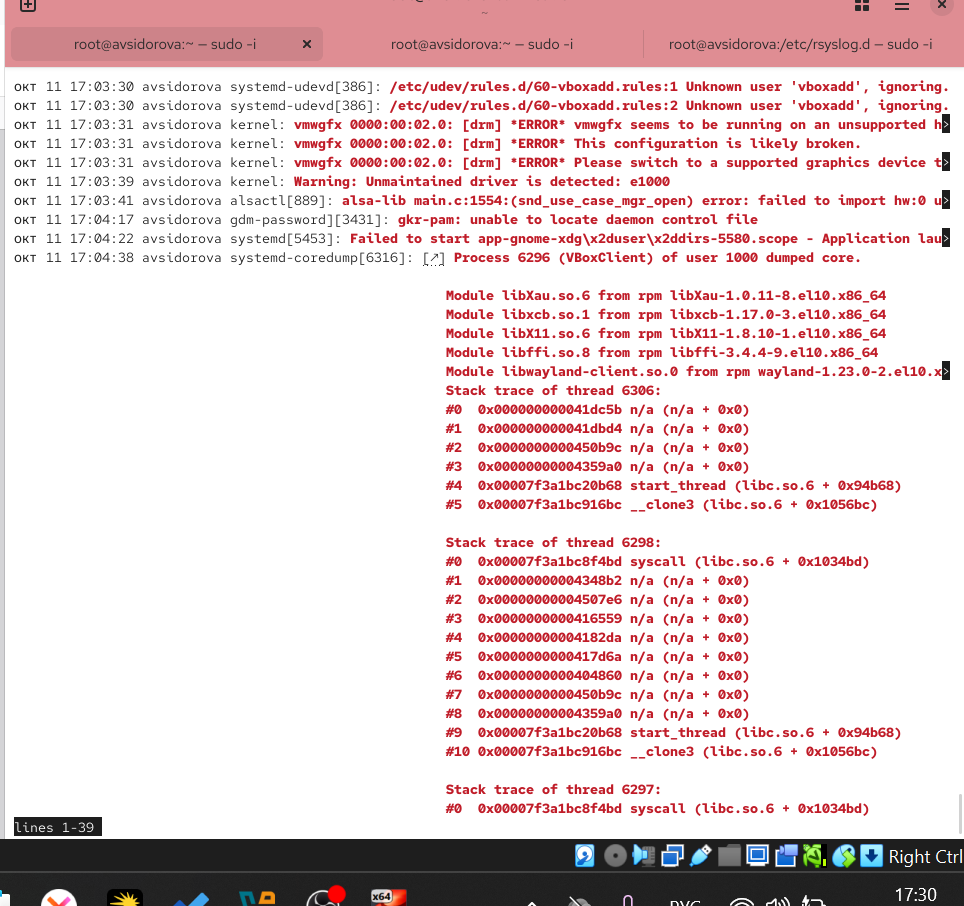 root@avsidorova:~ — sudo -i
root@avsidorova:~ — sudo -i
root@avsidorova:/etc/rsyslog.d — sudo -i
окт 11 17:03:30 avsidorova systemd-udevd[386]: /etc/udev/rules.d/60-vboxadd.rules:1 Unknown user 'vboxadd', ignoring.
окт 11 17:03:30 avsidorova systemd-udevd[386]: /etc/udev/rules.d/60-vboxadd.rules:2 Unknown user 'vboxadd', ignoring.
окт 11 17:03:31 avsidorova kernel: vmwgfx 0000:00:02.0: [drm] *ERROR* vmwgfx seems to be running on an unsupported h>
окт 11 17:03:31 avsidorova kernel: vmwgfx 0000:00:02.0: [drm] *ERROR* This configuration is likely broken.
окт 11 17:03:31 avsidorova kernel: vmwgfx 0000:00:02.0: [drm] *ERROR* Please switch to a supported graphics device t>
окт 11 17:03:39 avsidorova kernel: Warning: Unmaintained driver is detected: e1000
окт 11 17:03:41 avsidorova alsactl[889]: alsa-lib main.c:1554:(snd_use_case_mgr_open) error: failed to import hw:0 u>
окт 11 17:04:17 avsidorova gdm-password][3431]: gkr-pam: unable to locate daemon control file
окт 11 17:04:22 avsidorova systemd[5453]: Failed to start app-gnome-xdg\x2duser\x2ddirs-5580.scope - Application lau>
окт 11 17:04:38 avsidorova systemd-coredump[6316]: [↗] Process 6296 (VBoxClient) of user 1000 dumped core.
Module libXau.so.6 from rpm libXau-1.0.11-8.el10.x86_64
Module libxcb.so.1 from rpm libxcb-1.17.0-3.el10.x86_64
Module libX11.so.6 from rpm libX11-1.8.10-1.el10.x86_64
Module libffi.so.8 from rpm libffi-3.4.4-9.el10.x86_64
Module libwayland-client.so.0 from rpm wayland-1.23.0-2.el10.x>
Stack trace of thread 6306:
#0 0x000000000041dc5b n/a (n/a + 0x0)
#1 0x000000000041dbd4 n/a (n/a + 0x0)
#2 0x0000000000450b9c n/a (n/a + 0x0)
#3 0x00000000004359a0 n/a (n/a + 0x0)
#4 0x00007f3a1bc20b68 start_thread (libc.so.6 + 0x94b68)
#5 0x00007f3a1bc916bc __clone3 (libc.so.6 + 0x1056bc)
Stack trace of thread 6298:
#0 0x00007f3a1bc8f4bd syscall (libc.so.6 + 0x1034bd)
#1 0x00000000004348b2 n/a (n/a + 0x0)
#2 0x00000000004507e6 n/a (n/a + 0x0)
#3 0x0000000000416559 n/a (n/a + 0x0)
#4 0x00000000004182da n/a (n/a + 0x0)
#5 0x0000000000417d6a n/a (n/a + 0x0)
#6 0x0000000000404860 n/a (n/a + 0x0)
#7 0x0000000000450b9c n/a (n/a + 0x0)
#8 0x00000000004359a0 n/a (n/a + 0x0)
#9 0x00007f3a1bc20b68 start_thread (libc.so.6 + 0x94b68)
#10 0x00007f3a1bc916bc __clone3 (libc.so.6 + 0x1056bc)
Stack trace of thread 6297:
#0 0x00007f3a1bc8f4bd syscall (libc.so.6 + 0x1034bd)
lines 1-39
Right Ctrl
x64
РУС
17:30